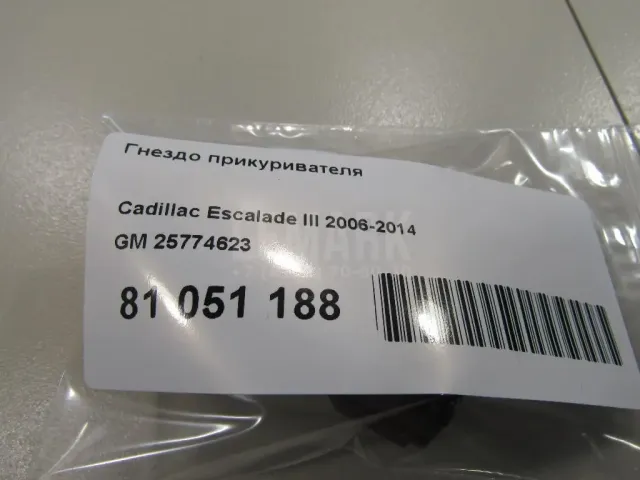 Гнездо прикуривателя
Cadillac Escalade III 2006-2014
GM 25774623
81 051 188